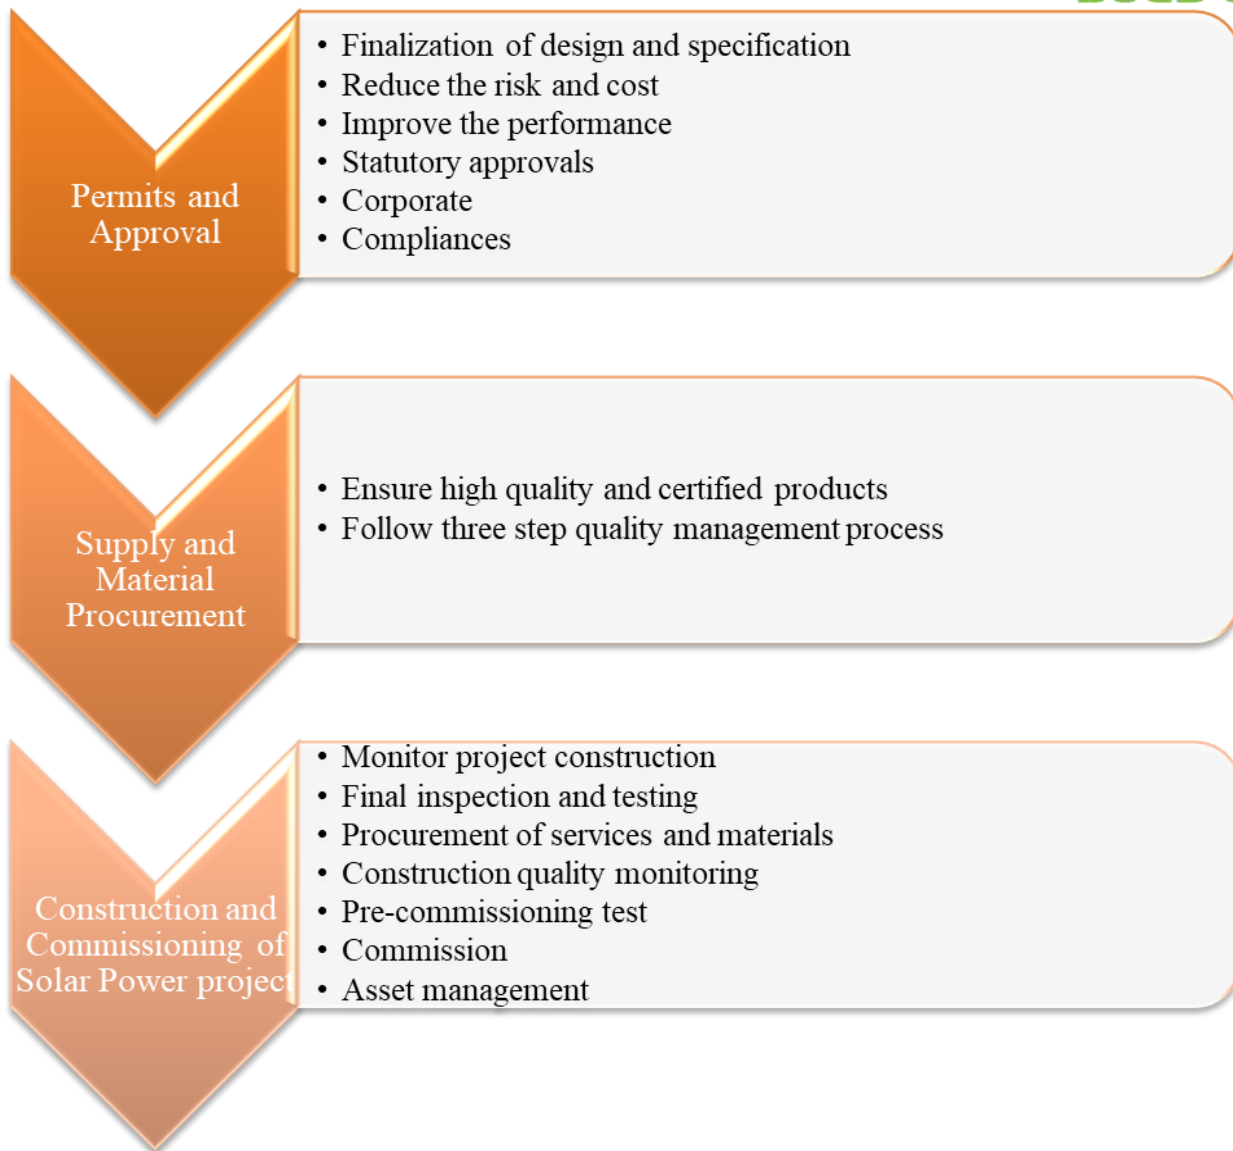 Permits and
Approval
• Finalization of design and specification
• Reduce the risk and cost
• Improve the performance
• Statutory approvals
• Corporate
• Compliances
Supply and
Material
Procurement
• Ensure high quality and certified products
• Follow three step quality management process
Construction and
Commissioning of
Solar Power project
• Monitor project construction
• Final inspection and testing
• Procurement of services and materials
• Construction quality monitoring
• Pre-commissioning test
• Commission
• Asset management